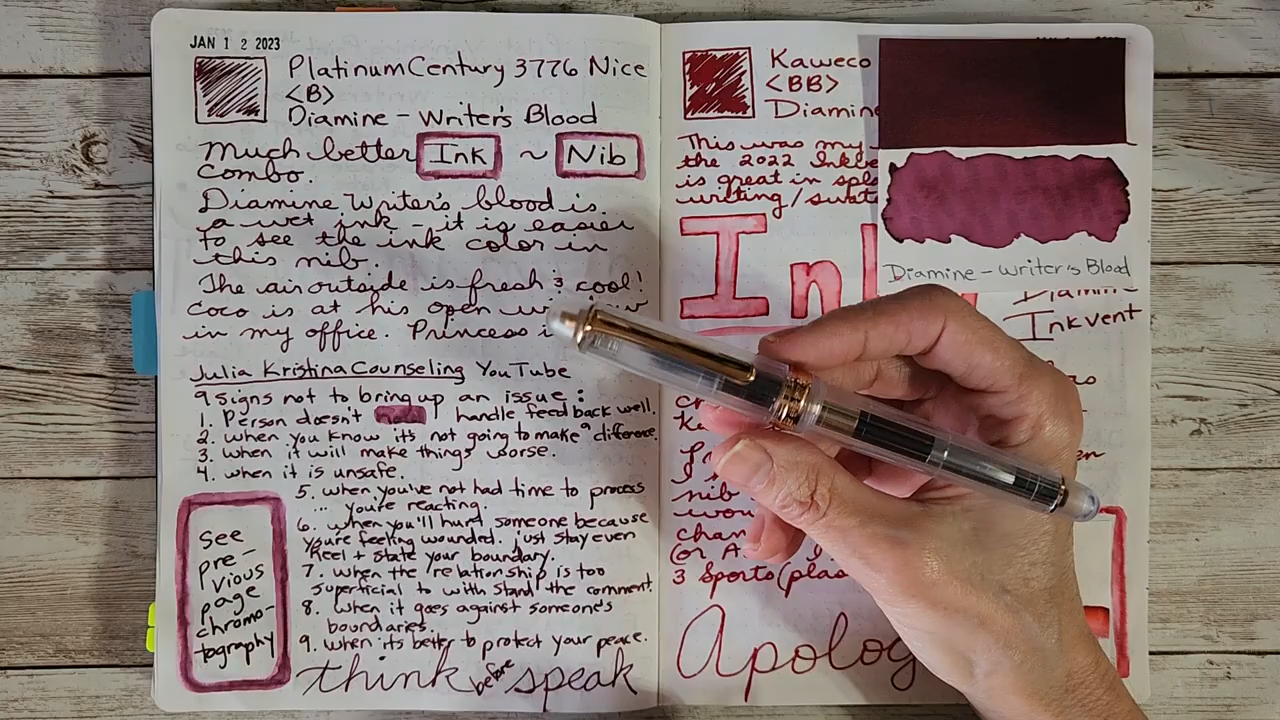 JAN 1 2 2023
Platinum Century 3776 Nice
<B>
Diamine - Writer's Blood
Much better Ink ~ Nib
combo.
Diamine Writer's blood is
a wet ink - it is easier
to see the ink color in
this nib.
The air outside is fresh & cool!
Coco is at his open
in my office. Princess
Julia Kristina Counseling YouTube
9 signs not to bring up an issue:
1. Person doesn't handle feedback well.
2. when you know it's not going to make a difference.
3. when it will make things worse.
4. when it is unsafe.
5. when you've not had time to process
... you're reacting.
6. when you'll hurt someone because
you're feeling wounded. just stay even
Keel + state your boundary.
7. when the relationship is too
superficial to with stand the comment.
8. when it goes against someone's
boundaries.
9. when it's better to protect your peace.
see
pre-
vious
page
chromo-
tography
think before speak
Kaweco
<BB>
Diamine
This was my
the 2022
is great in
writing/
Ink
Diamine - Writer's Blood
Diamine
Inkvent
nib
(or A
3 Sports